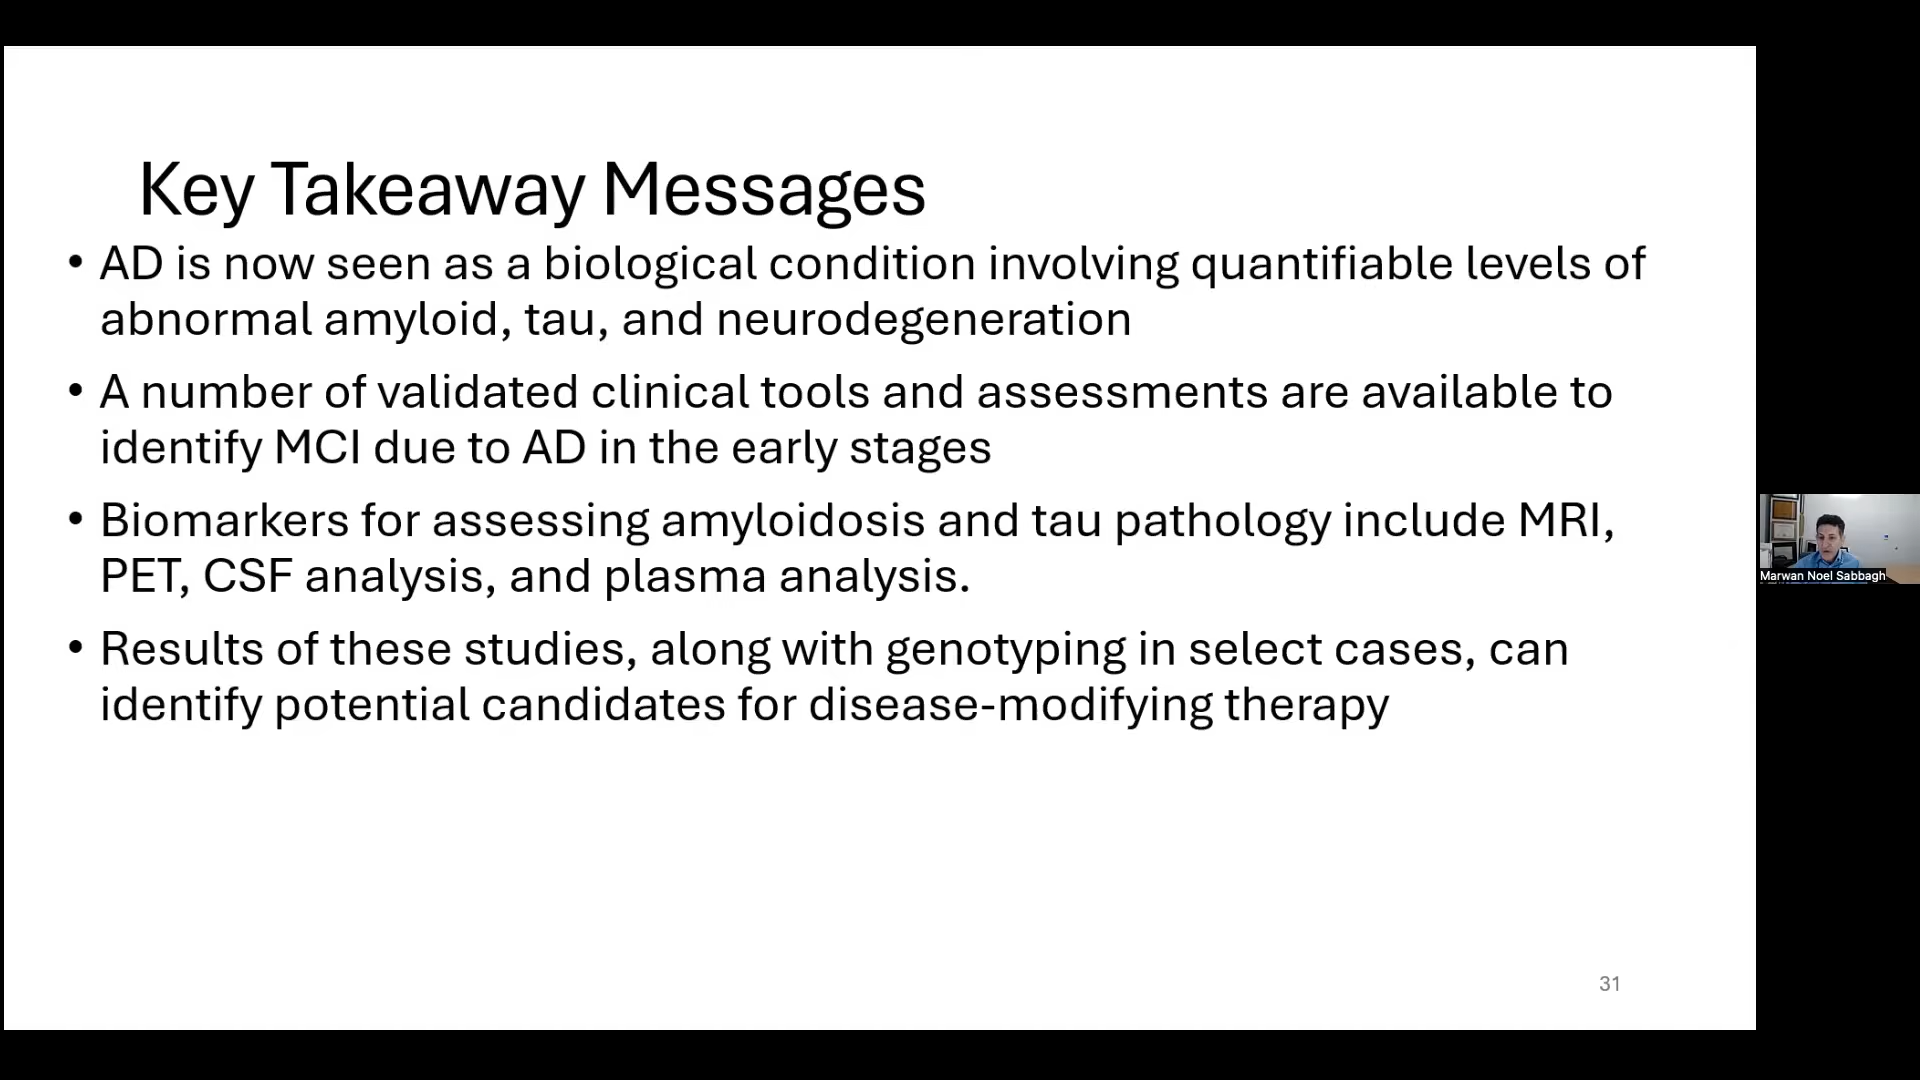 Key Takeaway Messages
• AD is now seen as a biological condition involving quantifiable levels of
abnormal amyloid, tau, and neurodegeneration
• A number of validated clinical tools and assessments are available to
identify MCI due to AD in the early stages
• Biomarkers for assessing amyloidosis and tau pathology include MRI,
PET, CSF analysis, and plasma analysis.
• Results of these studies, along with genotyping in select cases, can
identify potential candidates for disease-modifying therapy
31
Marwan Noel Sabbagh